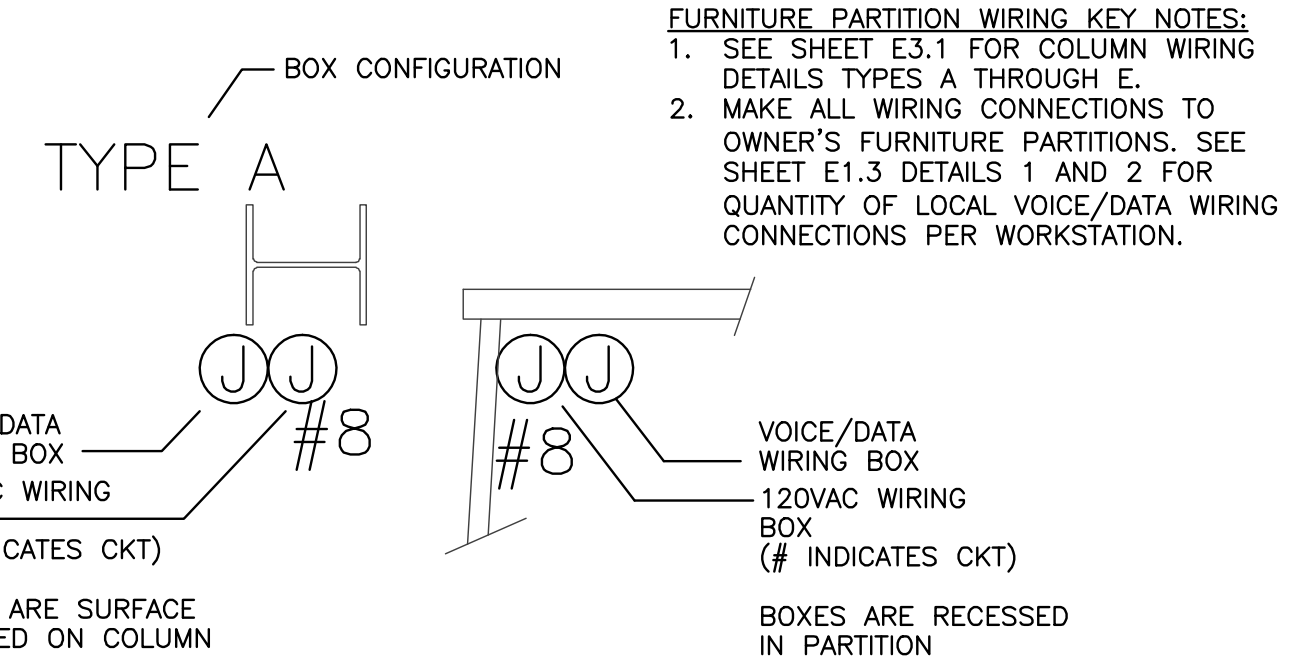 FURNITURE PARTITION WIRING KEY NOTES:
1. SEE SHEET E3.1 FOR COLUMN WIRING
DETAILS TYPES A THROUGH E.
2. MAKE ALL WIRING CONNECTIONS TO
OWNER'S FURNITURE PARTITIONS. SEE
SHEET E1.3 DETAILS 1 AND 2 FOR
QUANTITY OF LOCAL VOICE/DATA WIRING
CONNECTIONS PER WORKSTATION.
BOX CONFIGURATION
TYPE A
J J
#8
DATA
BOX
WIRING
CKT)
ARE SURFACE
ON COLUMN
J J
#8
VOICE/DATA
WIRING BOX
120VAC WIRING
BOX
(# INDICATES CKT)
BOXES ARE RECESSED
IN PARTITION